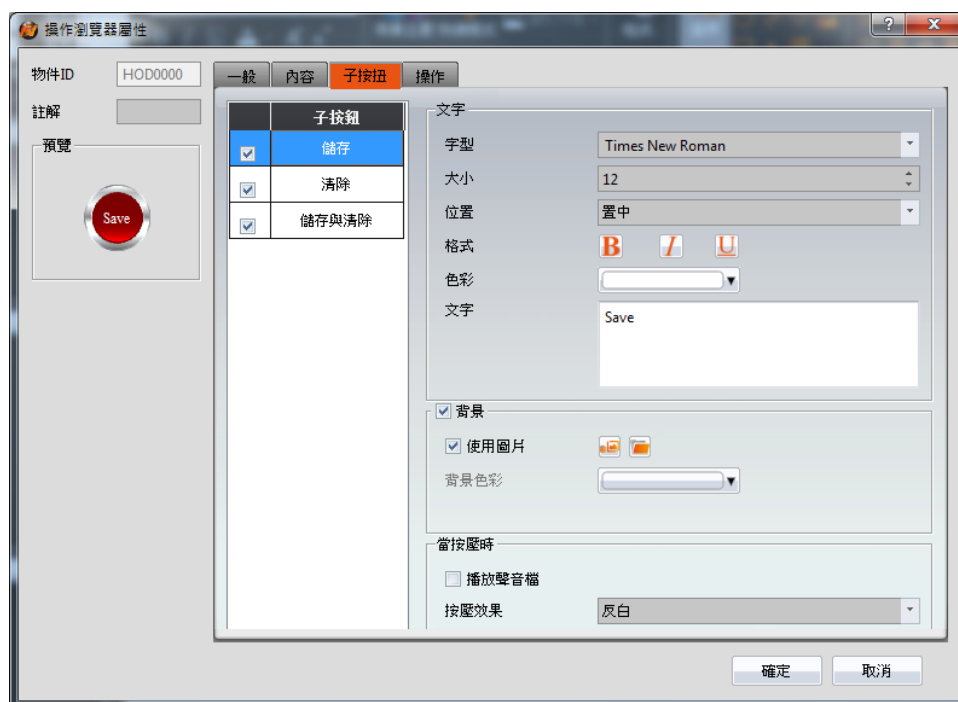 操作瀏覽器屬性
物件ID HOD0000
註解
預覽
Save
一般 內容 子按扭 操作
子按鈕
儲存
清除
儲存與清除
文字
字型 Times New Roman
大小 12
位置 置中
格式 B I U
色彩
文字 Save
背景
使用圖片
背景色彩
當按壓時
播放聲音檔
按壓效果 反白
確定 取消